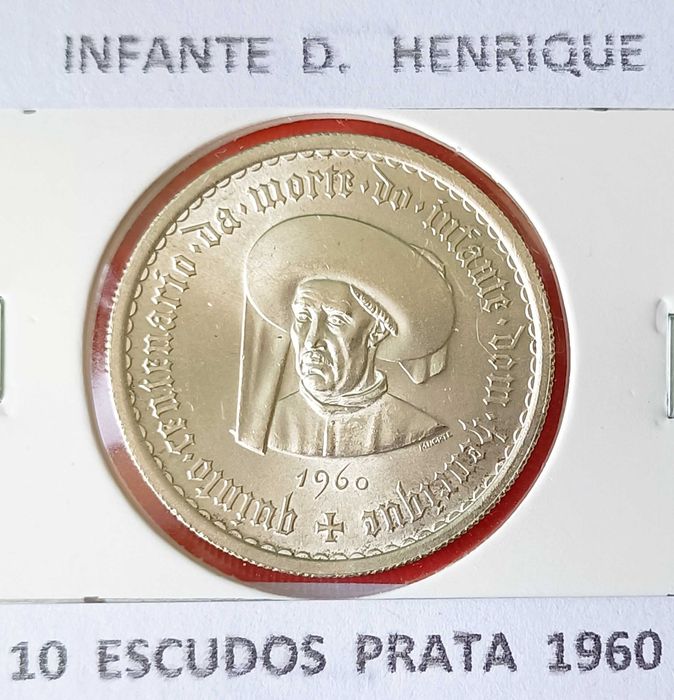 INFANTE D. HENRIQUE
quinto·centenario·da·morte·do·infante·dom·henrique
1960
10 ESCUDOS PRATA 1960